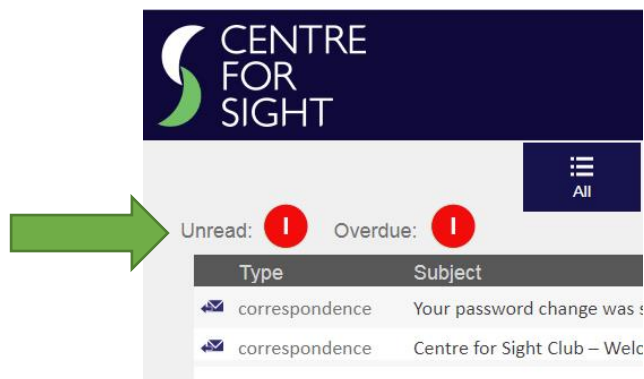 CENTRE
FOR
SIGHT
All
Unread: 1 Overdue: 1
Type Subject
correspondence Your password change was s
correspondence Centre for Sight Club – Welc